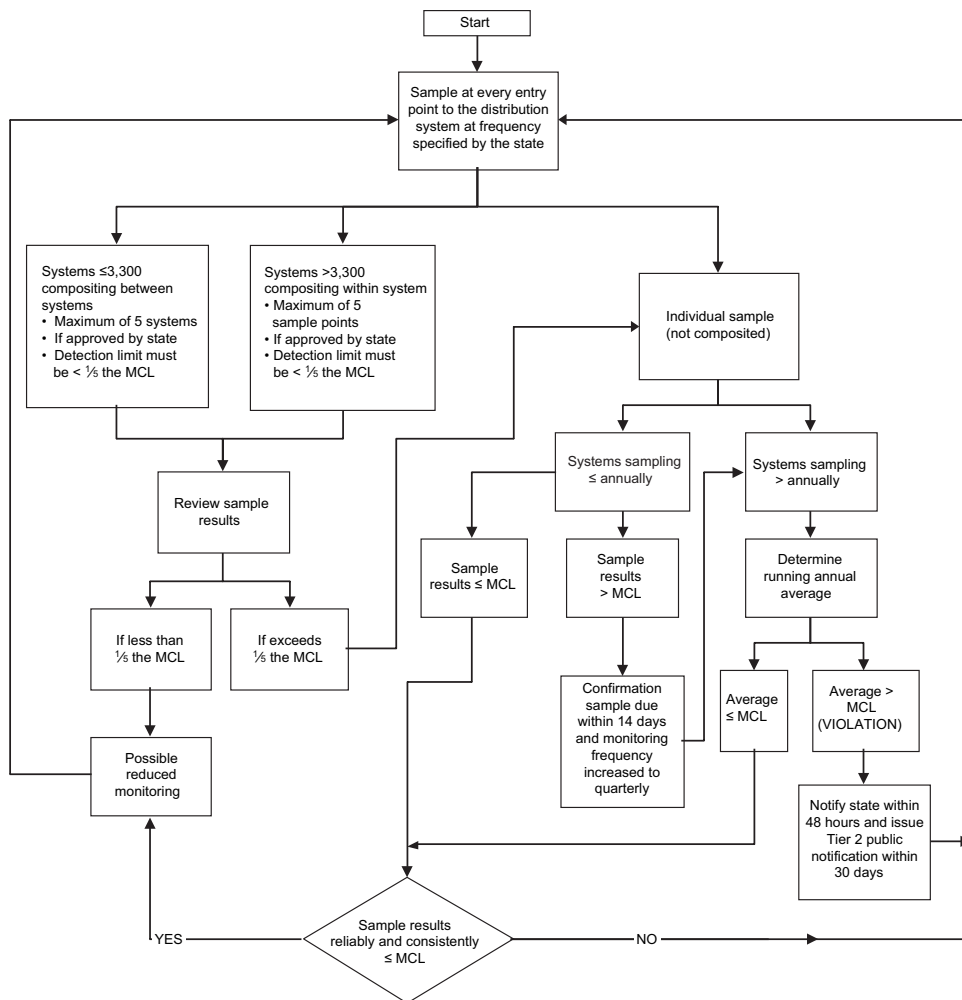 Start
Sample at every entry
point to the distribution
system at frequency
specified by the state
Systems ≤3,300
compositing between
systems
• Maximum of 5 systems
• If approved by state
• Detection limit must
be < ⅕ the MCL
Systems >3,300
compositing within system
• Maximum of 5
sample points
• If approved by state
• Detection limit must
be < ⅕ the MCL
Individual sample
(not composited)
Review sample
results
Systems sampling
≤ annually
Systems sampling
> annually
Sample
results ≤ MCL
Sample
results
> MCL
Determine
running annual
average
If less than
⅕ the MCL
If exceeds
⅕ the MCL
Confirmation
sample due
within 14 days
and monitoring
frequency
increased to
quarterly
Average
≤ MCL
Average >
MCL
(VIOLATION)
Possible
reduced
monitoring
Notify state within
48 hours and issue
Tier 2 public
notification within
30 days
Sample results
reliably and consistently
≤ MCL
YES
NO